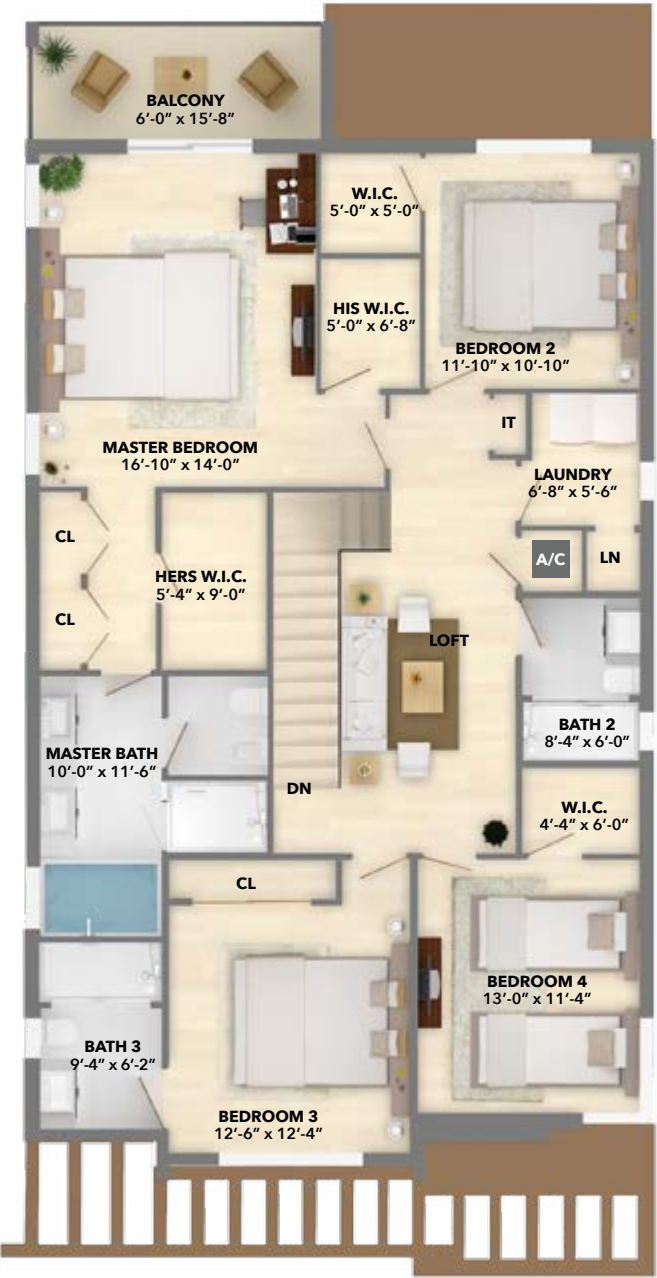 BALCONY
6'-0" x 15'-8"
W.I.C.
5'-0" x 5'-0"
HIS W.I.C.
5'-0" x 6'-8"
BEDROOM 2
11'-10" x 10'-10"
MASTER BEDROOM
16'-10" x 14'-0"
IT
LAUNDRY
6'-8" x 5'-6"
CL
HERS W.I.C.
5'-4" x 9'-0"
A/C
LN
CL
LOFT
MASTER BATH
10'-0" x 11'-6"
BATH 2
8'-4" x 6'-0"
DN
W.I.C.
4'-4" x 6'-0"
CL
BEDROOM 4
13'-0" x 11'-4"
BATH 3
9'-4" x 6'-2"
BEDROOM 3
12'-6" x 12'-4"